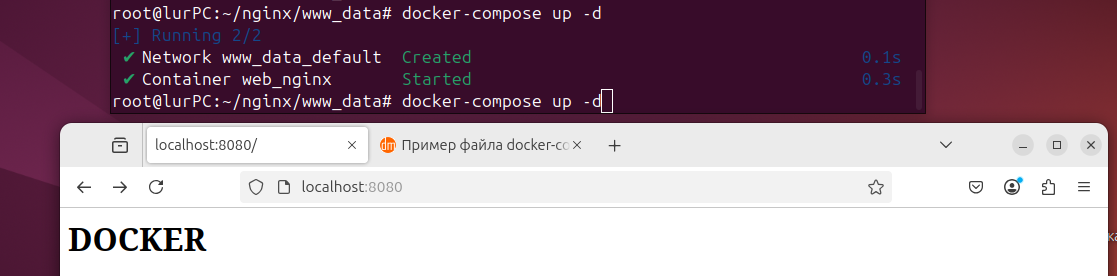 root@lurPC:~/nginx/www_data# docker-compose up -d
[+] Running 2/2
✔ Network www_data_default Created 0.1s
✔ Container web_nginx Started 0.3s
root@lurPC:~/nginx/www_data# docker-compose up -d
localhost:8080/ Пример файла docker-co
localhost:8080
DOCKER